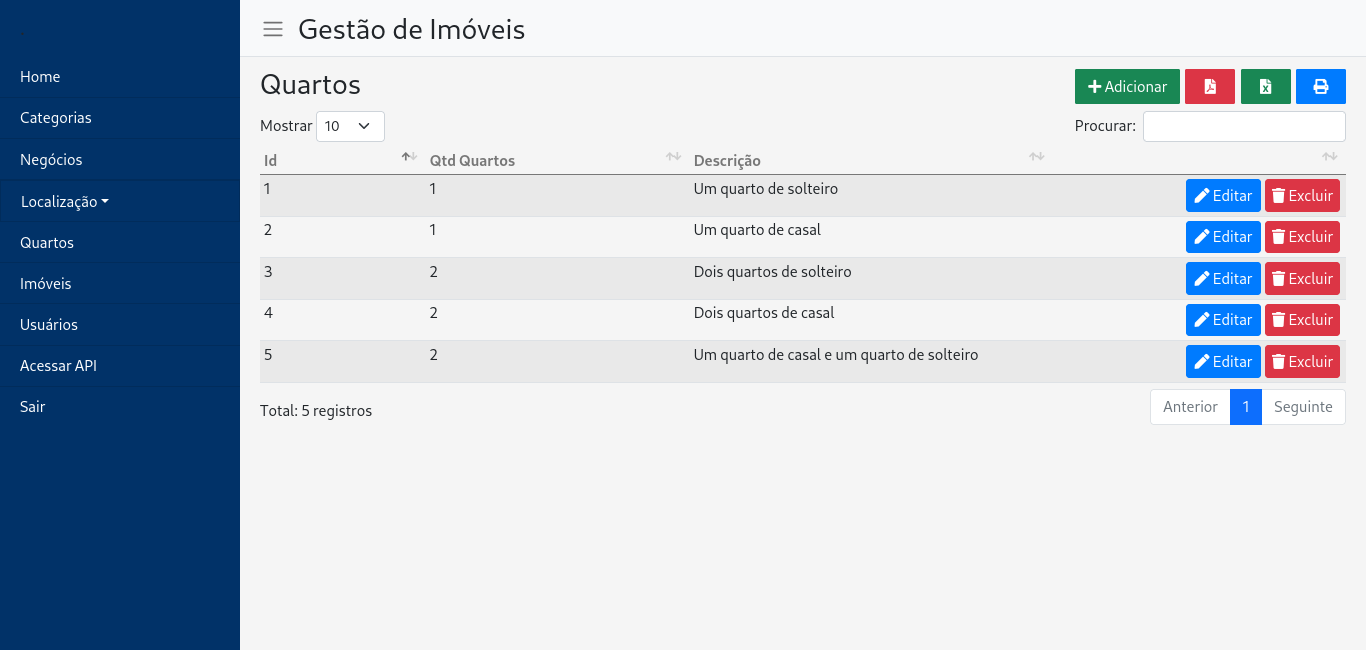 Gestão de Imóveis
Home
Categorias
Negócios
Localização
Quartos
Imóveis
Usuários
Acessar API
Sair
Quartos
Adicionar
Mostrar 10
Procurar:
Id Qtd Quartos Descrição
1 1 Um quarto de solteiro Editar Excluir
2 1 Um quarto de casal Editar Excluir
3 2 Dois quartos de solteiro Editar Excluir
4 2 Dois quartos de casal Editar Excluir
5 2 Um quarto de casal e um quarto de solteiro Editar Excluir
Total: 5 registros
Anterior 1 Seguinte